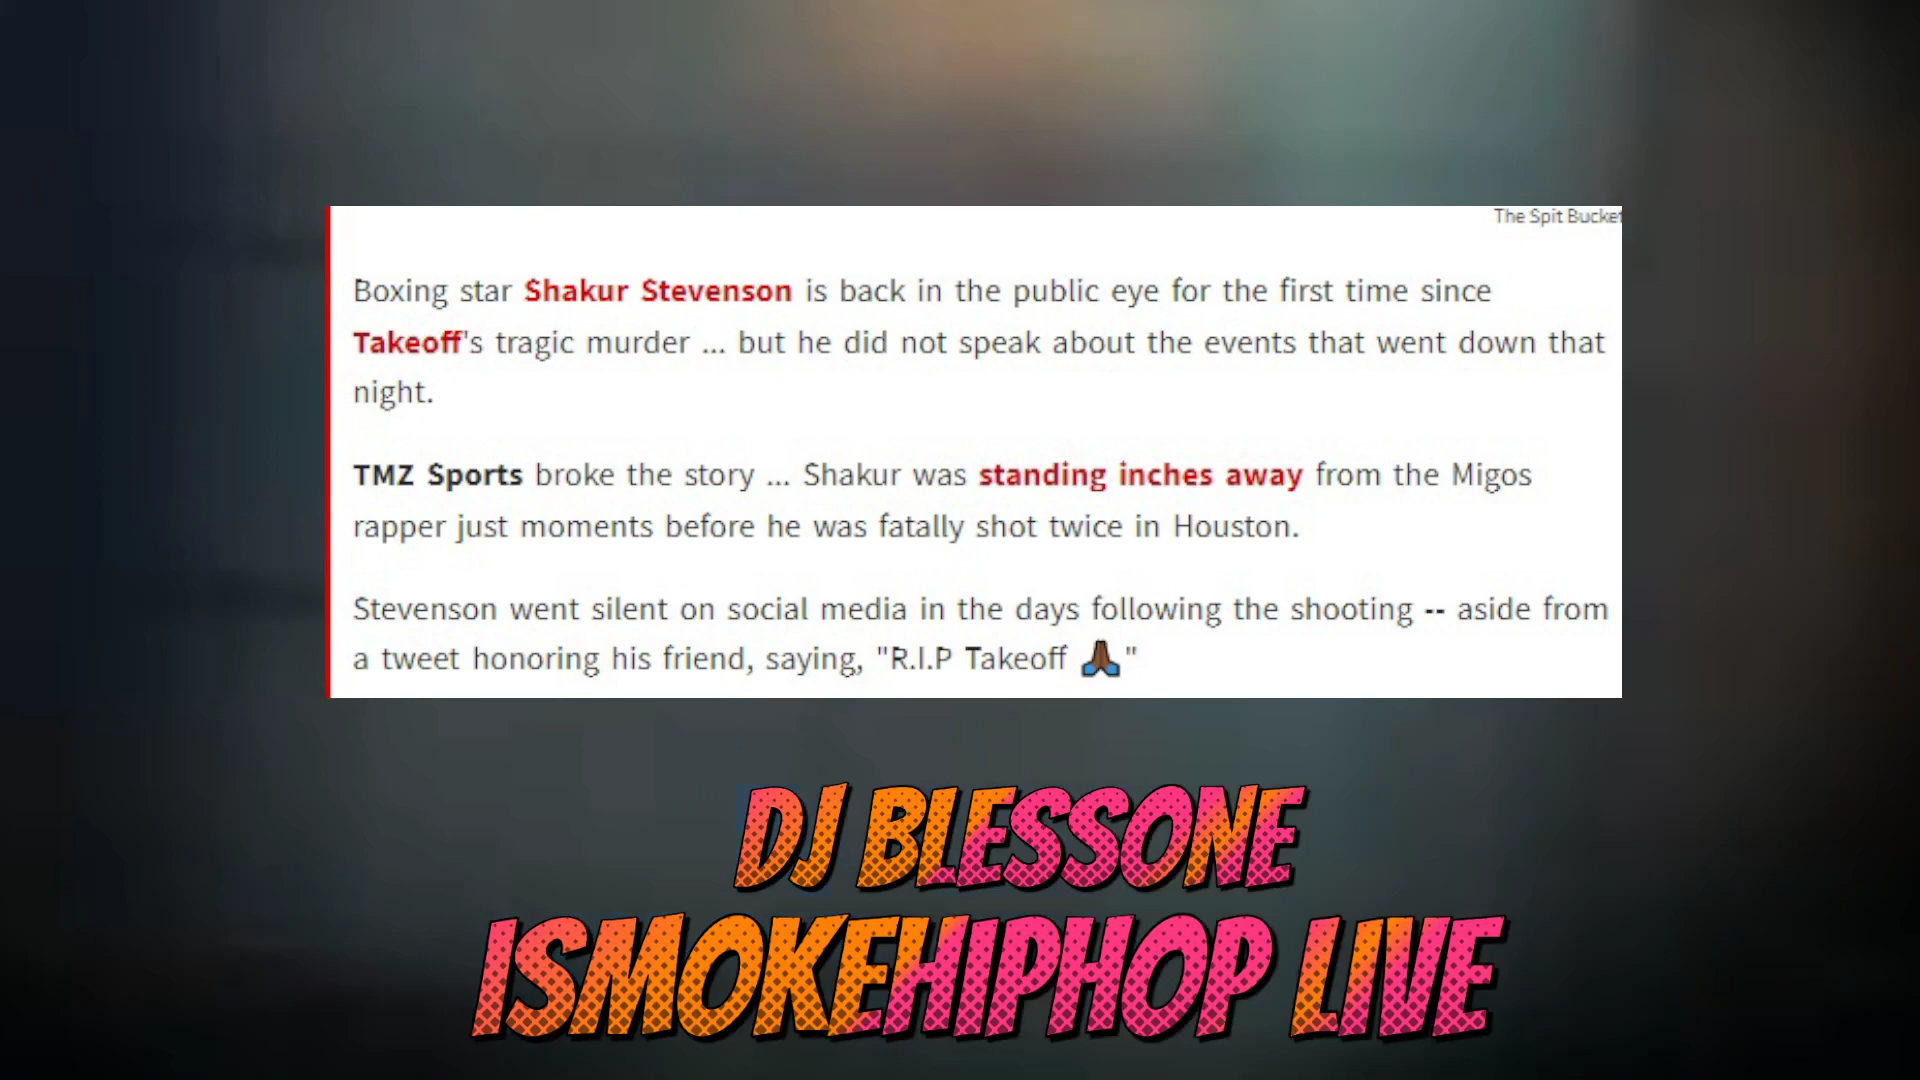 The Spit Bucket
Boxing star Shakur Stevenson is back in the public eye for the first time since
Takeoff's tragic murder ... but he did not speak about the events that went down that
night.
TMZ Sports broke the story ... Shakur was standing inches away from the Migos
rapper just moments before he was fatally shot twice in Houston.
Stevenson went silent on social media in the days following the shooting -- aside from
a tweet honoring his friend, saying, "R.I.P Takeoff 🙏🏾"
DJ BLESSONE
ISMOKEHIPHOP LIVE